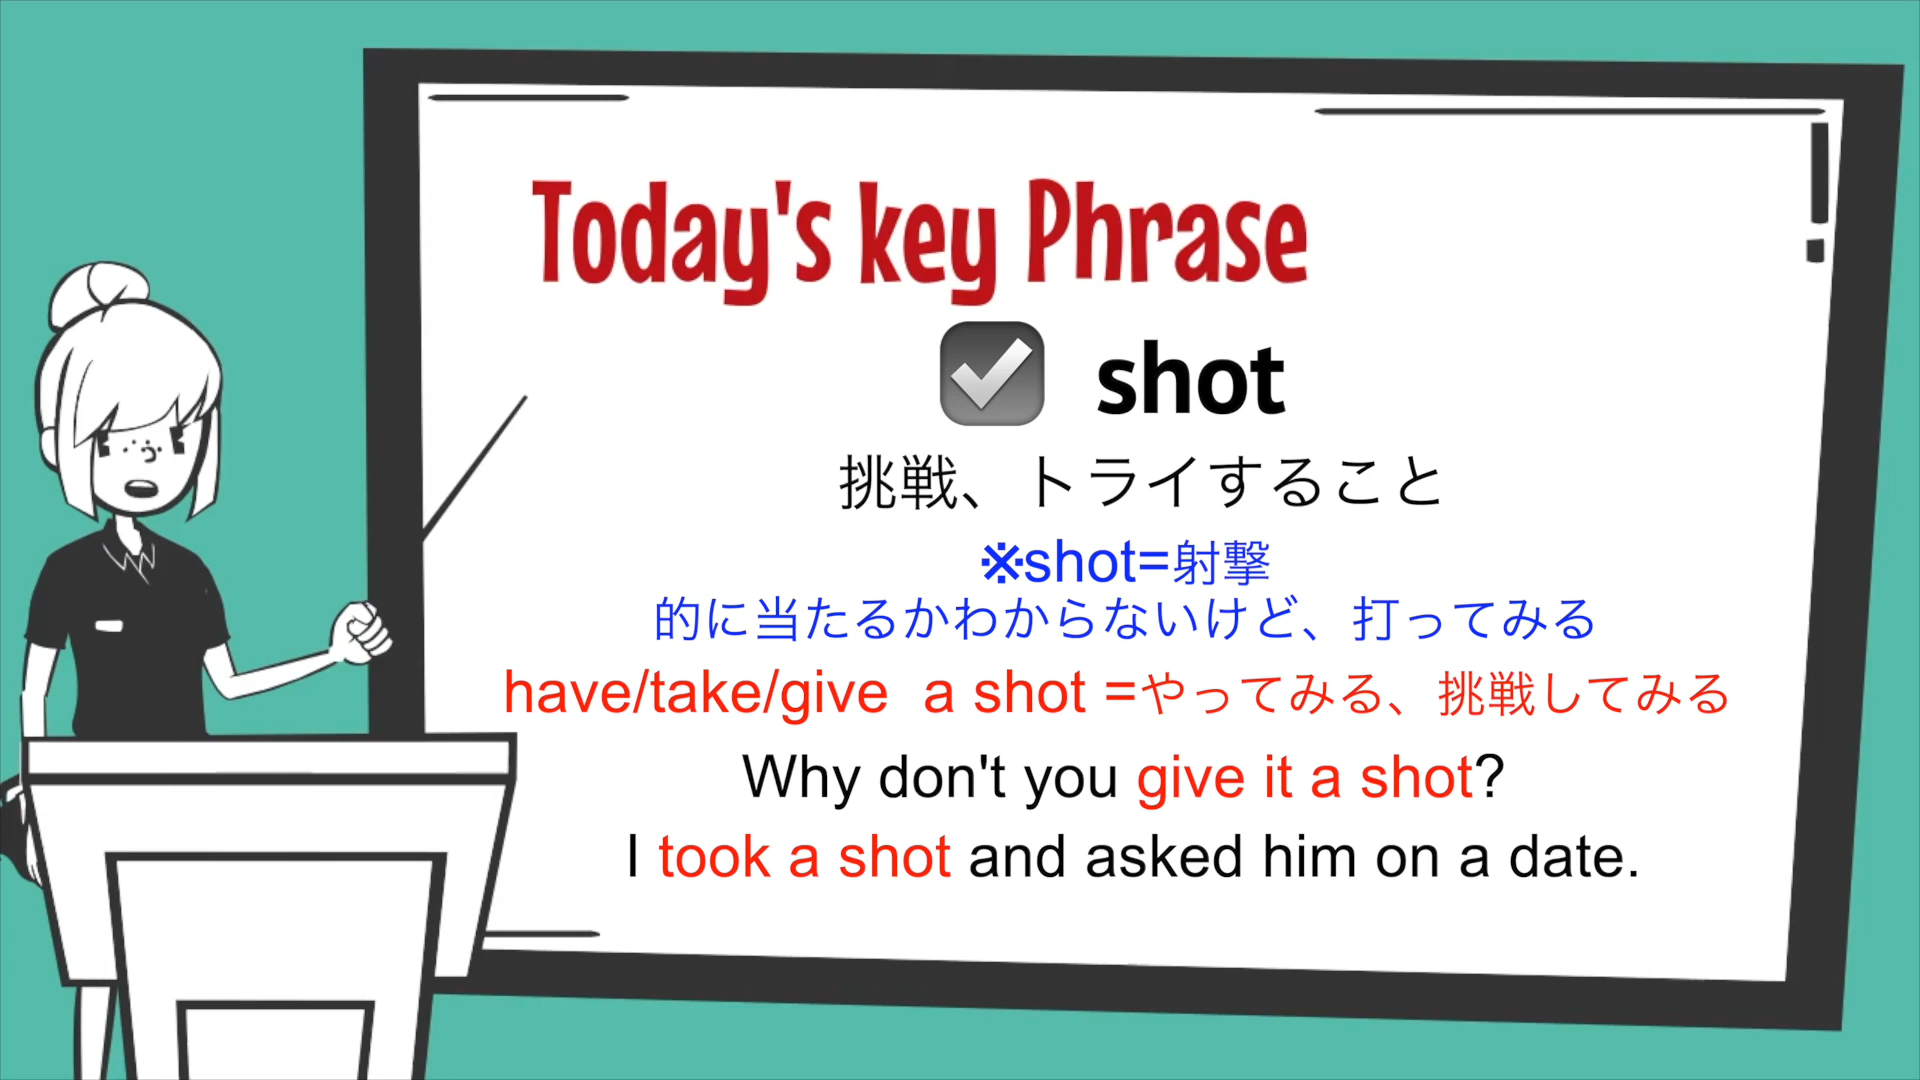 Today's key Phrase
☑ shot
挑戦、トライすること
※shot=射撃
的に当たるかわからないけど、打ってみる
have/take/give a shot =やってみる、挑戦してみる
Why don't you give it a shot?
I took a shot and asked him on a date.